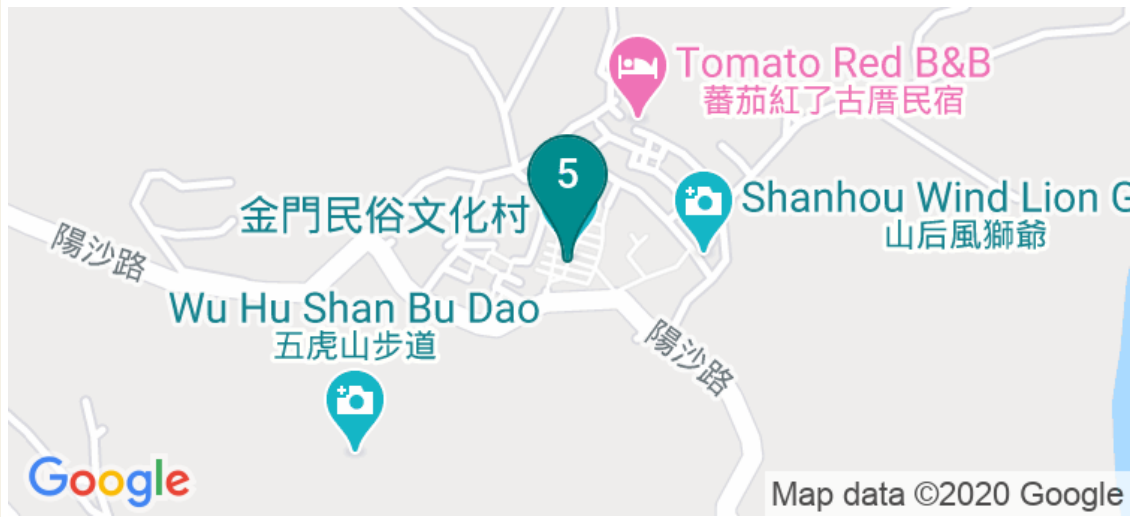 Tomato Red B&B
蕃茄紅了古厝民宿
5
金門民俗文化村
Shanhou Wind Lion G
山后風獅爺
陽沙路
Wu Hu Shan Bu Dao
五虎山步道
陽沙路
Google
Map data ©2020 Google